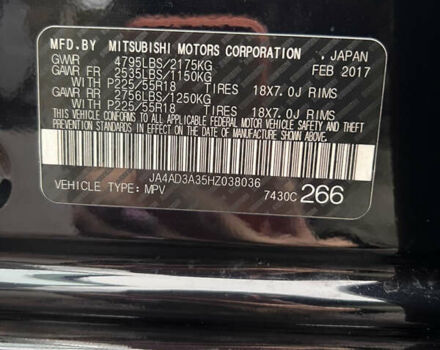 MFD.BY MITSUBISHI MOTORS CORPORATION , JAPAN
GVWR 4795LBS/2175KG FEB 2017
GAWR FR 2535LBS/1150KG
WITH P225/55R18 TIRES 18X7.0J RIMS
GAWR RR 2756LBS/1250KG
WITH P225/55R18 TIRES 18X7.0J RIMS
THIS VEHICLE CONFORMS TO ALL APPLICABLE FEDERAL MOTOR VEHICLE SAFETY AND THEFT
PREVENTION STANDARDS IN EFFECT ON THE DATE OF MANUFACTURE SHOWN ABOVE.
JA4AD3A35HZ038036
VEHICLE TYPE: MPV 7430C 266